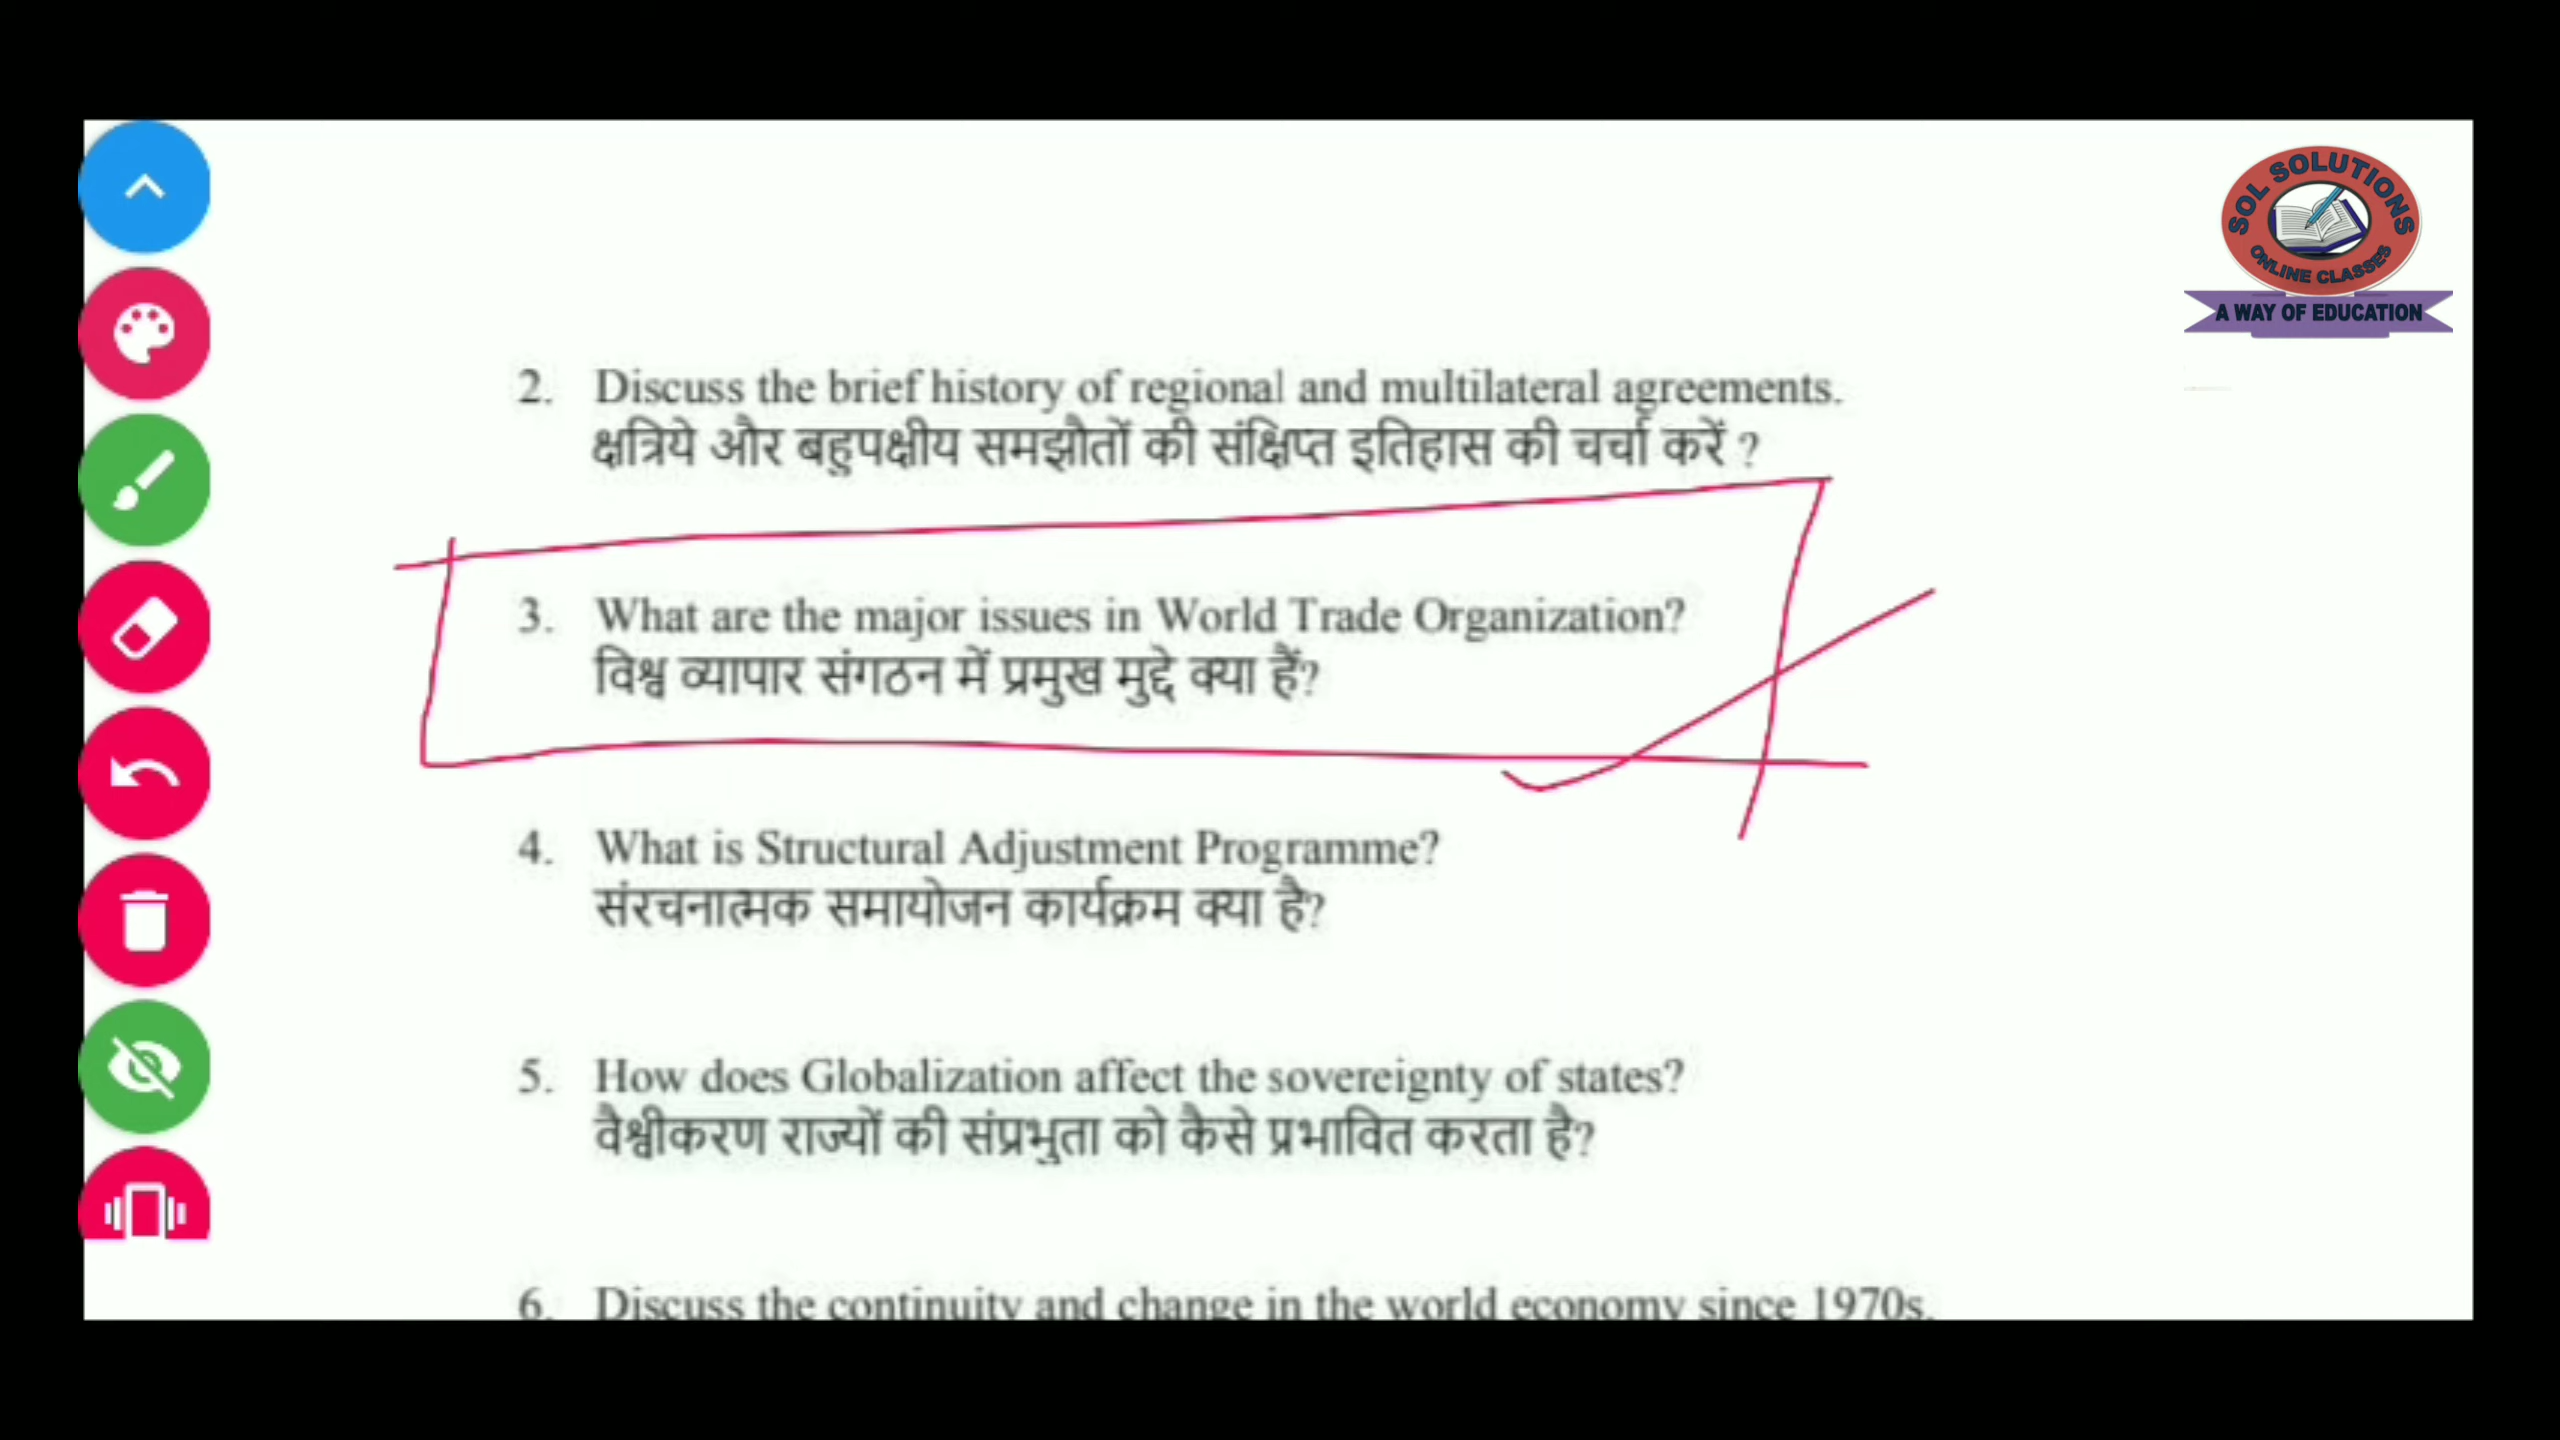 SOL SOLUTIONS
ONLINE CLASSES
A WAY OF EDUCATION
2. Discuss the brief history of regional and multilateral agreements.
क्षत्रिये और बहुपक्षीय समझौतों की संक्षिप्त इतिहास की चर्चा करें ?
3. What are the major issues in World Trade Organization?
विश्व व्यापार संगठन में प्रमुख मुद्दे क्या हैं?
4. What is Structural Adjustment Programme?
संरचनात्मक समायोजन कार्यक्रम क्या है?
5. How does Globalization affect the sovereignty of states?
वैश्वीकरण राज्यों की संप्रभुता को कैसे प्रभावित करता है?
6. Discuss the continuity and change in the world economy since 1970s.